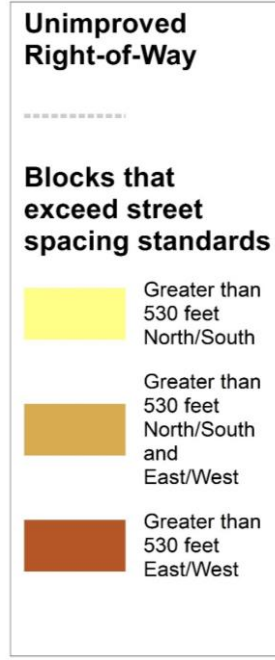 Unimproved
Right-of-Way
Blocks that
exceed street
spacing standards
Greater than
530 feet
North/South
Greater than
530 feet
North/South
and
East/West
Greater than
530 feet
East/West